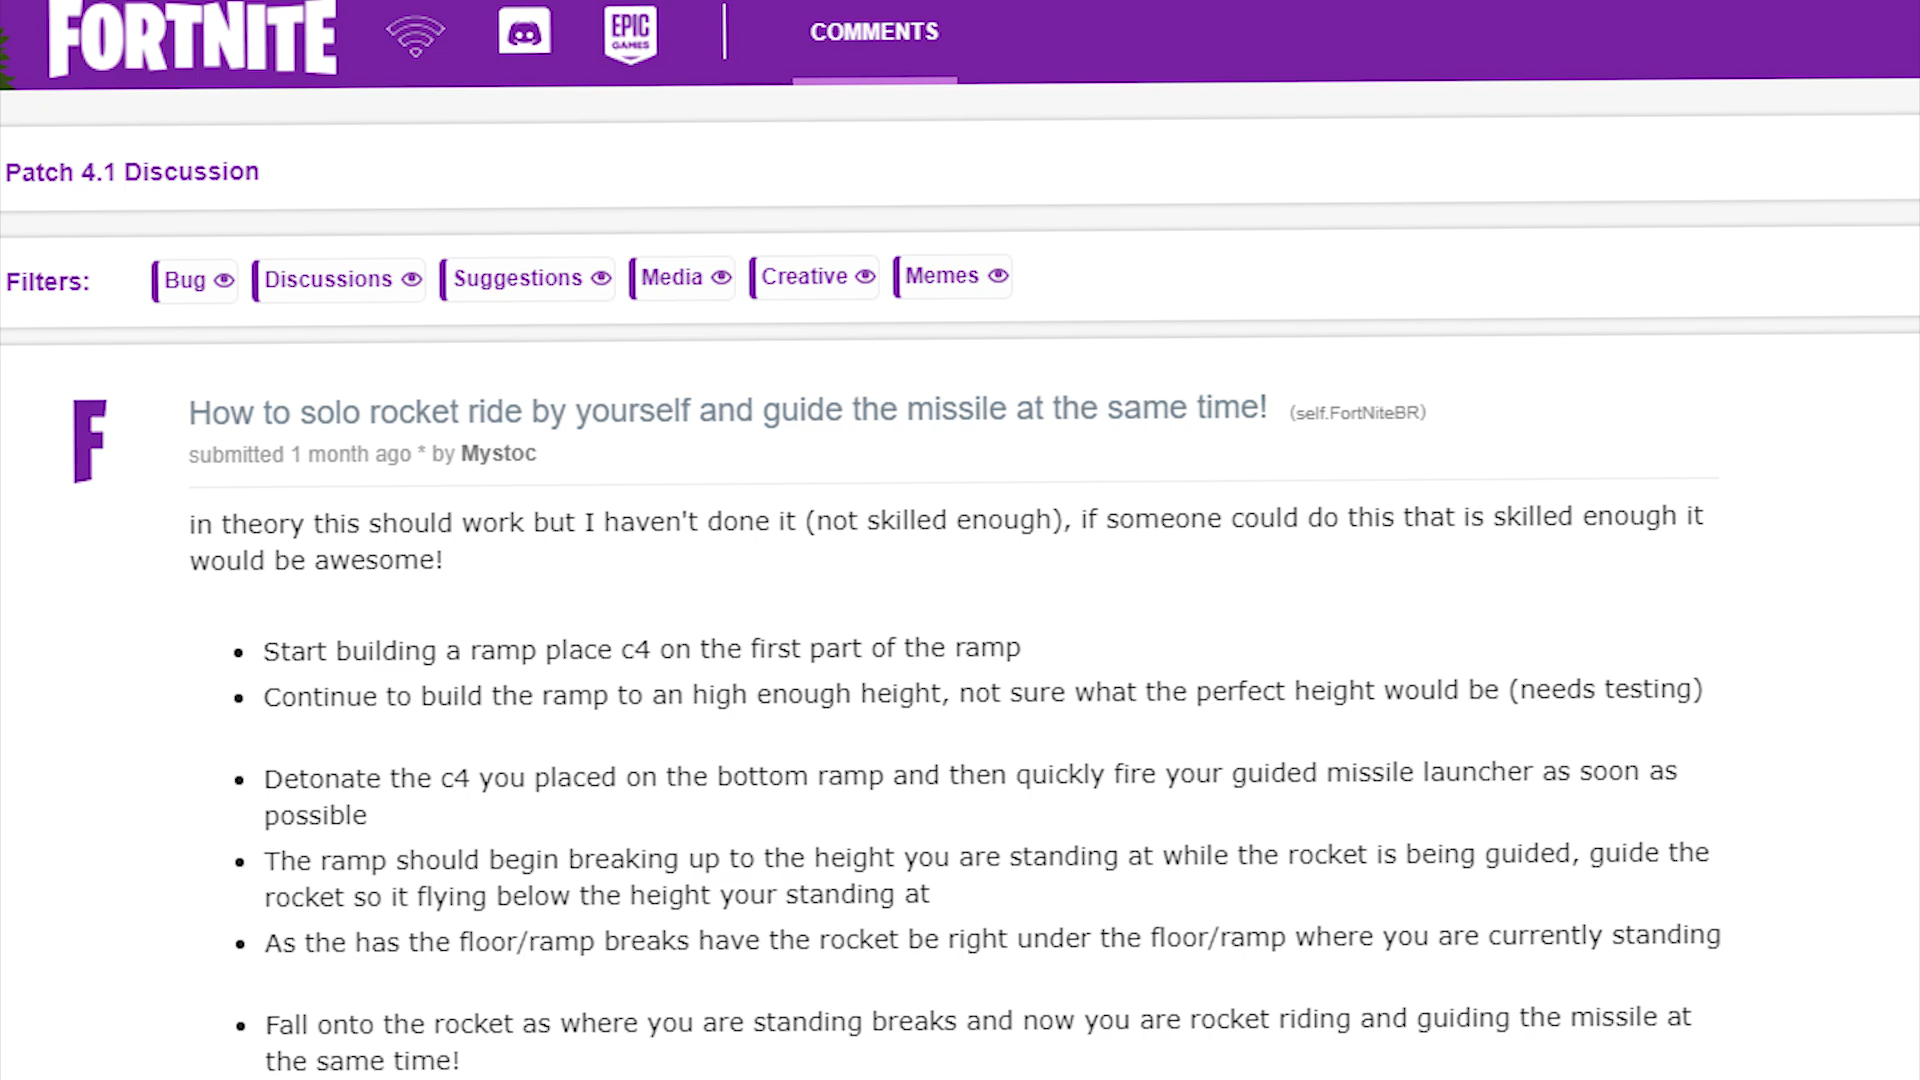 FORTNITE
EPIC
GAMES
COMMENTS
Patch 4.1 Discussion
Filters:
Bug
Discussions
Suggestions
Media
Creative
Memes
F
How to solo rocket ride by yourself and guide the missile at the same time! (self.FortNiteBR)
submitted 1 month ago * by Mystoc
in theory this should work but I haven't done it (not skilled enough), if someone could do this that is skilled enough it
would be awesome!
• Start building a ramp place c4 on the first part of the ramp
• Continue to build the ramp to an high enough height, not sure what the perfect height would be (needs testing)
• Detonate the c4 you placed on the bottom ramp and then quickly fire your guided missile launcher as soon as
possible
• The ramp should begin breaking up to the height you are standing at while the rocket is being guided, guide the
rocket so it flying below the height your standing at
• As the has the floor/ramp breaks have the rocket be right under the floor/ramp where you are currently standing
• Fall onto the rocket as where you are standing breaks and now you are rocket riding and guiding the missile at
the same time!